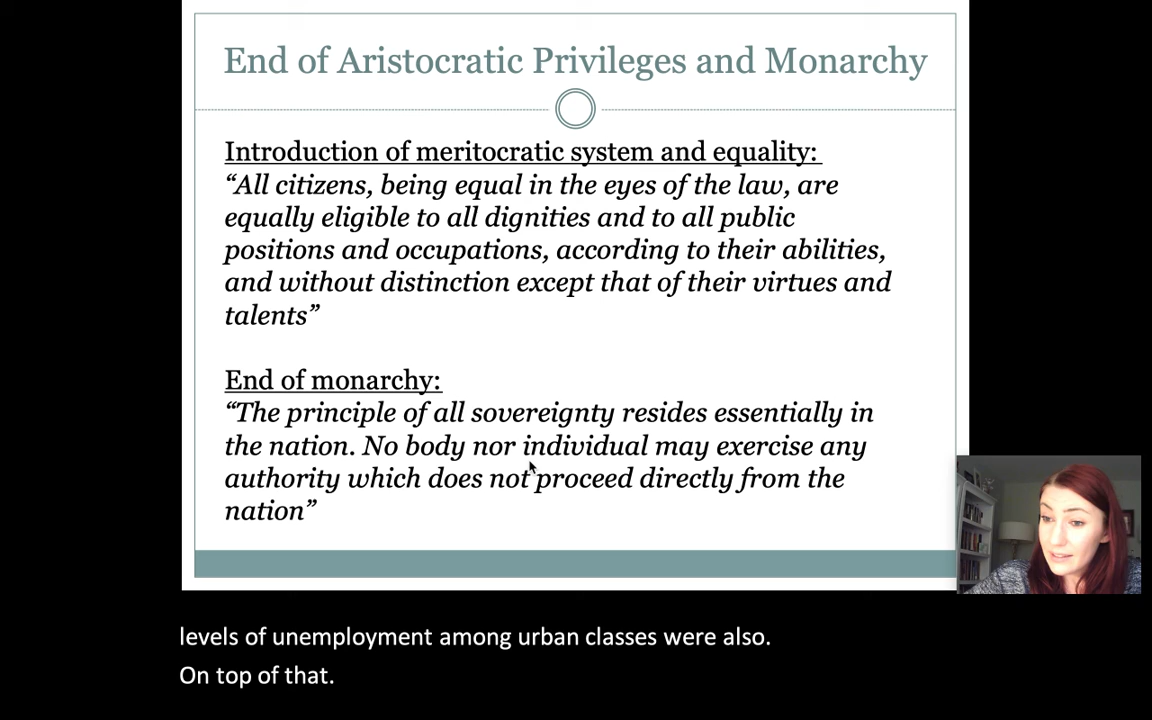 End of Aristocratic Privileges and Monarchy
Introduction of meritocratic system and equality:
“All citizens, being equal in the eyes of the law, are
equally eligible to all dignities and to all public
positions and occupations, according to their abilities,
and without distinction except that of their virtues and
talents”
End of monarchy:
“The principle of all sovereignty resides essentially in
the nation. No body nor individual may exercise any
authority which does not proceed directly from the
nation”
levels of unemployment among urban classes were also.
On top of that.